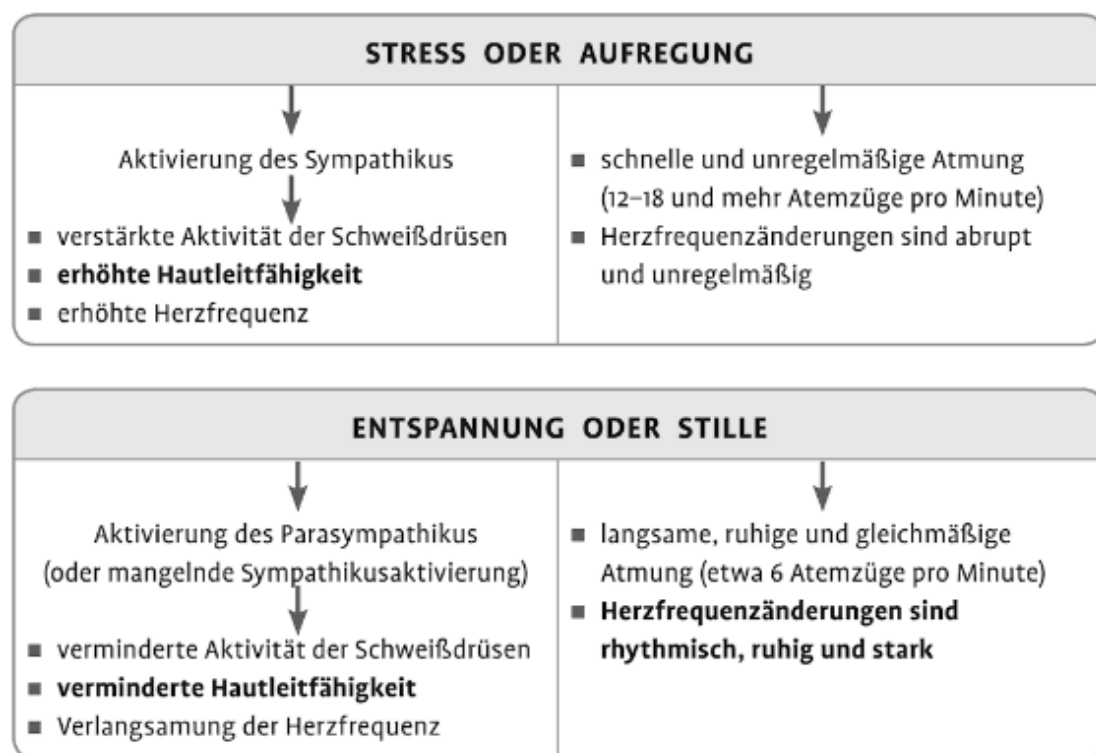 STRESS ODER AUFREGUNG
Aktivierung des Sympathikus
■ verstärkte Aktivität der Schweißdrüsen
■ erhöhte Hautleitfähigkeit
■ erhöhte Herzfrequenz
■ schnelle und unregelmäßige Atmung
(12–18 und mehr Atemzüge pro Minute)
■ Herzfrequenzänderungen sind abrupt
und unregelmäßig
ENTSPANNUNG ODER STILLE
Aktivierung des Parasympathikus
(oder mangelnde Sympathikusaktivierung)
■ verminderte Aktivität der Schweißdrüsen
■ verminderte Hautleitfähigkeit
■ Verlangsamung der Herzfrequenz
■ langsame, ruhige und gleichmäßige
Atmung (etwa 6 Atemzüge pro Minute)
■ Herzfrequenzänderungen sind
rhythmisch, ruhig und stark